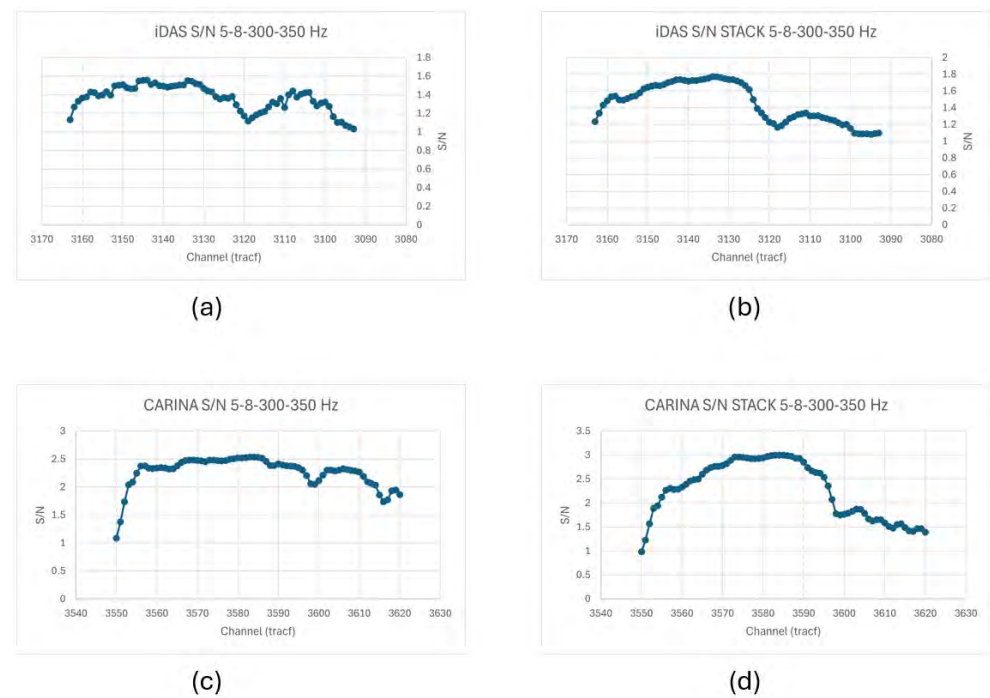 iDAS S/N 5-8-300-350 Hz
1.8
1.6
1.4
1.2
1
0.8
0.6
0.4
0.2
0
S/N
3170 3160 3150 3140 3130 3120 3110 3100 3090 3080
Channel (tracf)
(a)
iDAS S/N STACK 5-8-300-350 Hz
2
1.8
1.6
1.4
1.2
1
0.8
0.6
0.4
0.2
0
S/N
3170 3160 3150 3140 3130 3120 3110 3100 3090 3080
Channel (tracf)
(b)
CARINA S/N 5-8-300-350 Hz
3
2.5
2
1.5
1
0.5
0
S/N
3540 3550 3560 3570 3580 3590 3600 3610 3620 3630
Channel (tracf)
(c)
CARINA S/N STACK 5-8-300-350 Hz
3.5
3
2.5
2
1.5
1
0.5
0
S/N
3540 3550 3560 3570 3580 3590 3600 3610 3620 3630
Channel (tracf)
(d)